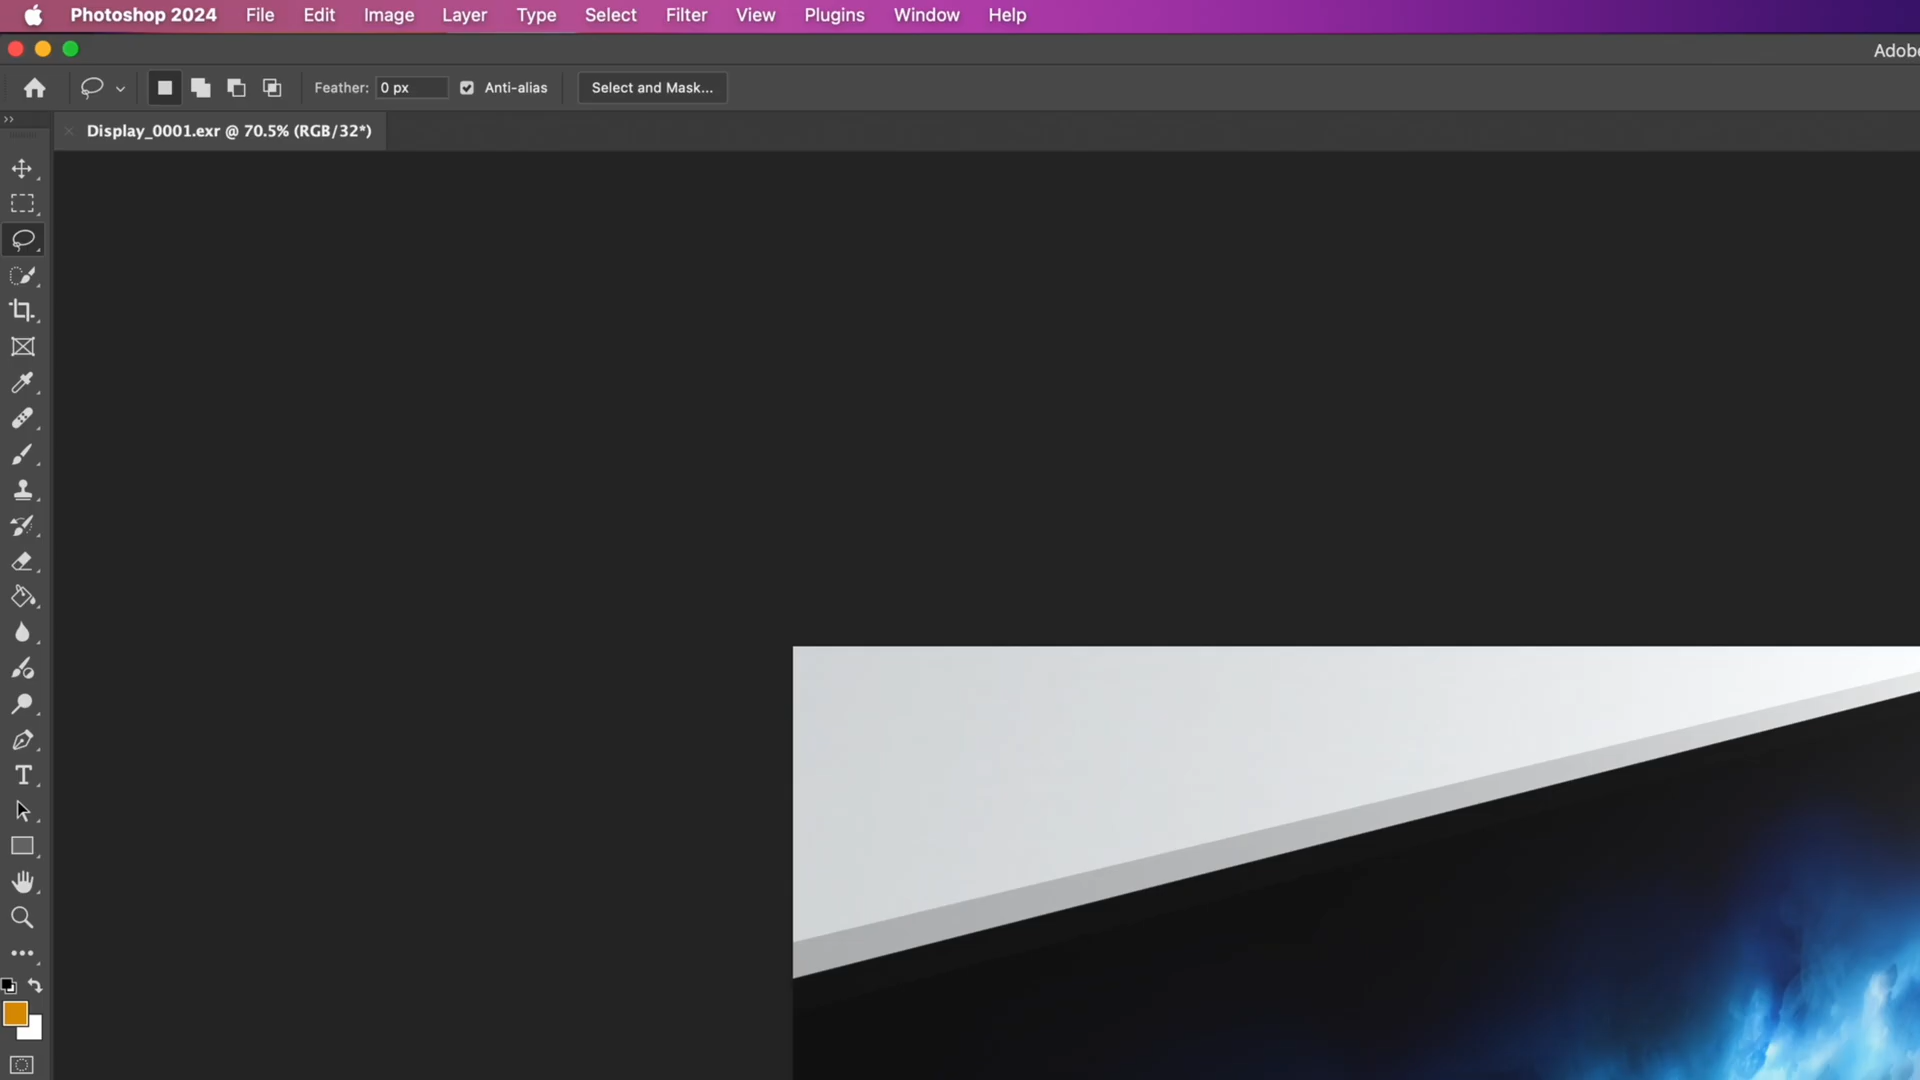 Photoshop 2024 File Edit Image Layer Type Select Filter View Plugins Window Help
Feather: 0 px Anti-alias Select and Mask...
Display_0001.exr @ 70.5% (RGB/32*)